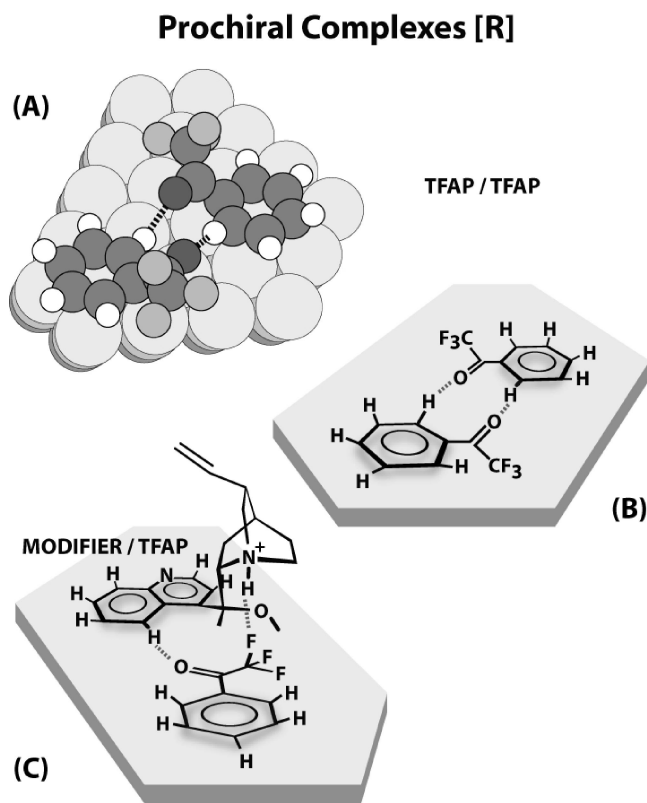 Prochiral Complexes [R]
(A)
TFAP / TFAP
H H
F₃C H
O H
H H H
H O
H
H H CF₃
H
(B)
MODIFIER / TFAP
N⁺
H
H N H
H H
H O
H H
F
O F
F
H H
H H
H
(C)